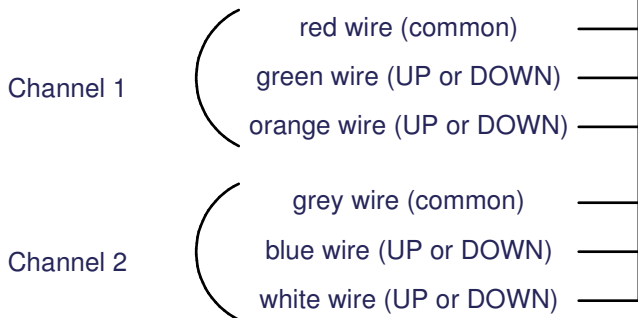 Channel 1
red wire (common)
green wire (UP or DOWN)
orange wire (UP or DOWN)
Channel 2
grey wire (common)
blue wire (UP or DOWN)
white wire (UP or DOWN)